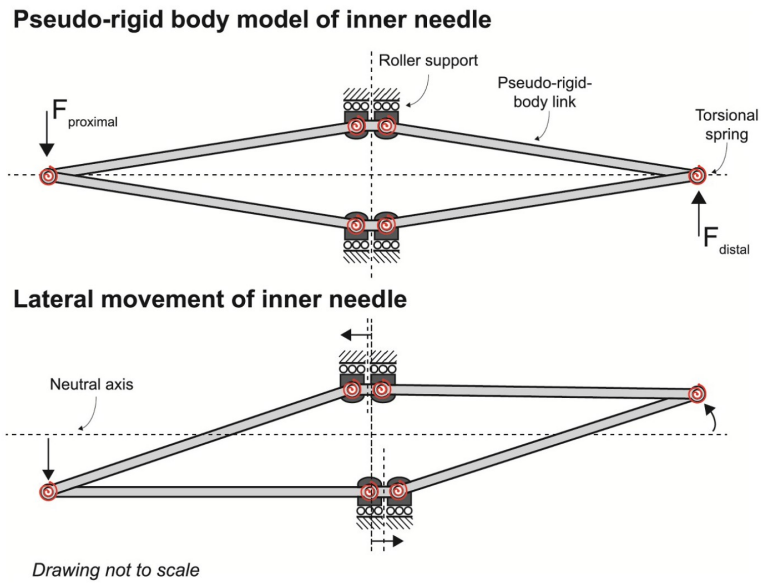 Pseudo-rigid body model of inner needle
Roller support
Pseudo-rigid-
body link
Torsional
spring
F proximal
F distal
Lateral movement of inner needle
Neutral axis
Drawing not to scale